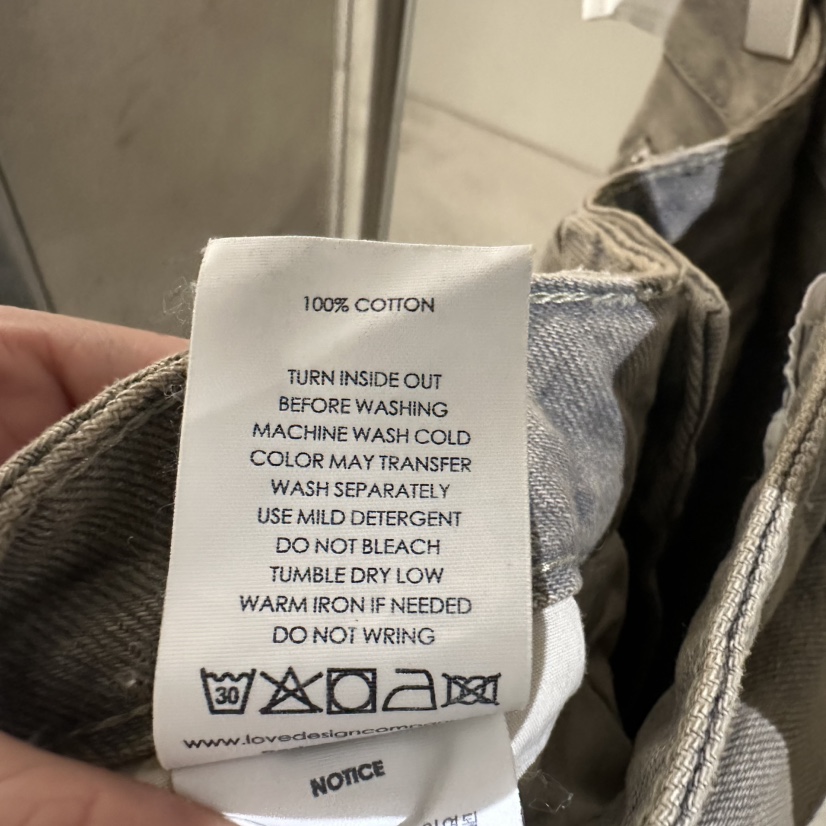 100% COTTON
TURN INSIDE OUT
BEFORE WASHING
MACHINE WASH COLD
COLOR MAY TRANSFER
WASH SEPARATELY
USE MILD DETERGENT
DO NOT BLEACH
TUMBLE DRY LOW
WARM IRON IF NEEDED
DO NOT WRING
30
NOTICE